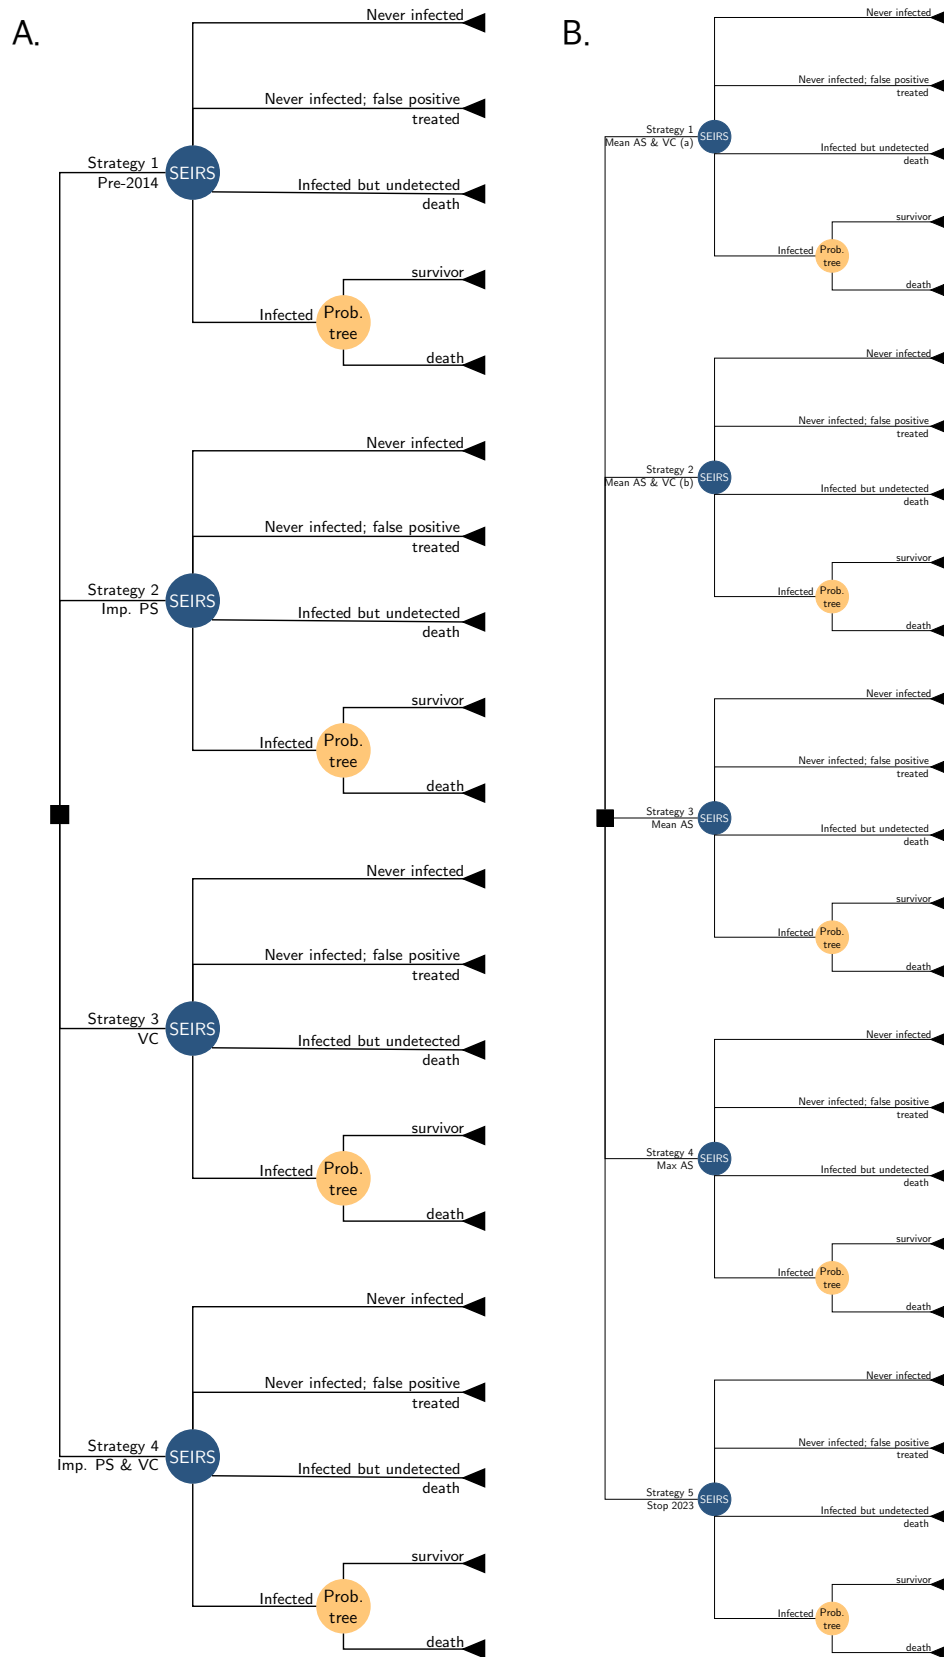 A.
Never infected
Never infected; false positive
treated
Strategy 1
Pre-2014
SEIRS
Infected but undetected
death
survivor
Infected
Prob.
tree
death
Never infected
Never infected; false positive
treated
Strategy 2
Imp. PS
SEIRS
Infected but undetected
death
survivor
Infected
Prob.
tree
death
Never infected
Never infected; false positive
treated
Strategy 3
VC
SEIRS
Infected but undetected
death
survivor
Infected
Prob.
tree
death
Never infected
Never infected; false positive
treated
Strategy 4
Imp. PS & VC
SEIRS
Infected but undetected
death
survivor
Infected
Prob.
tree
death
B.
Never infected
Never infected; false positive
treated
Strategy 1
Mean AS & VC (a)
SEIRS
Infected but undetected
death
survivor
Infected
Prob.
tree
death
Never infected
Never infected; false positive
treated
Strategy 2
Mean AS & VC (b)
SEIRS
Infected but undetected
death
survivor
Infected
Prob.
tree
death
Never infected
Never infected; false positive
treated
Strategy 3
Mean AS
SEIRS
Infected but undetected
death
survivor
Infected
Prob.
tree
death
Never infected
Never infected; false positive
treated
Strategy 4
Max AS
SEIRS
Infected but undetected
death
survivor
Infected
Prob.
tree
death
Never infected
Never infected; false positive
treated
Strategy 5
Stop 2023
SEIRS
Infected but undetected
death
survivor
Infected
Prob.
tree
death